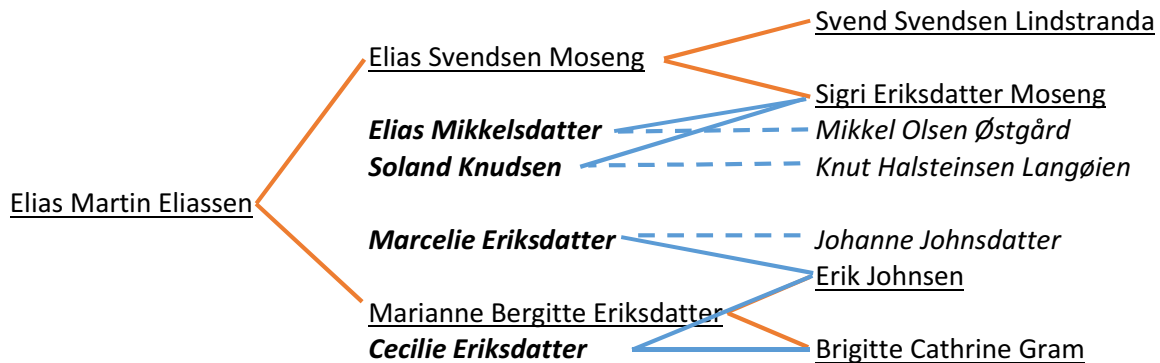 Svend Svendsen Lindstranda
Elias Svendsen Moseng
Sigri Eriksdatter Moseng
Elias Mikkelsdatter
Mikkel Olsen Østgård
Soland Knudsen
Knut Halsteinsen Langøien
Elias Martin Eliassen
Marcelie Eriksdatter
Johanne Johnsdatter
Erik Johnsen
Marianne Bergitte Eriksdatter
Cecilie Eriksdatter
Brigitte Cathrine Gram